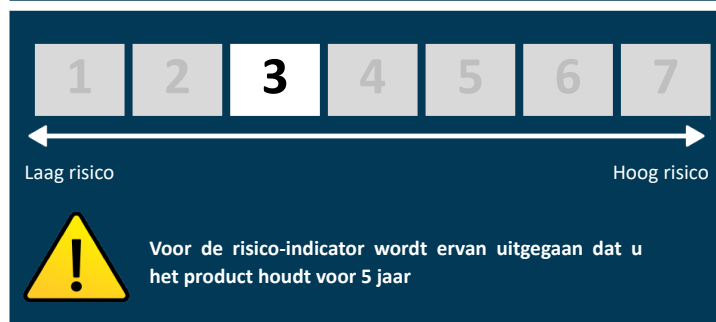 1 2 3 4 5 6 7
Laag risico Hoog risico
Voor de risico-indicator wordt ervan uitgegaan dat u
het product houdt voor 5 jaar